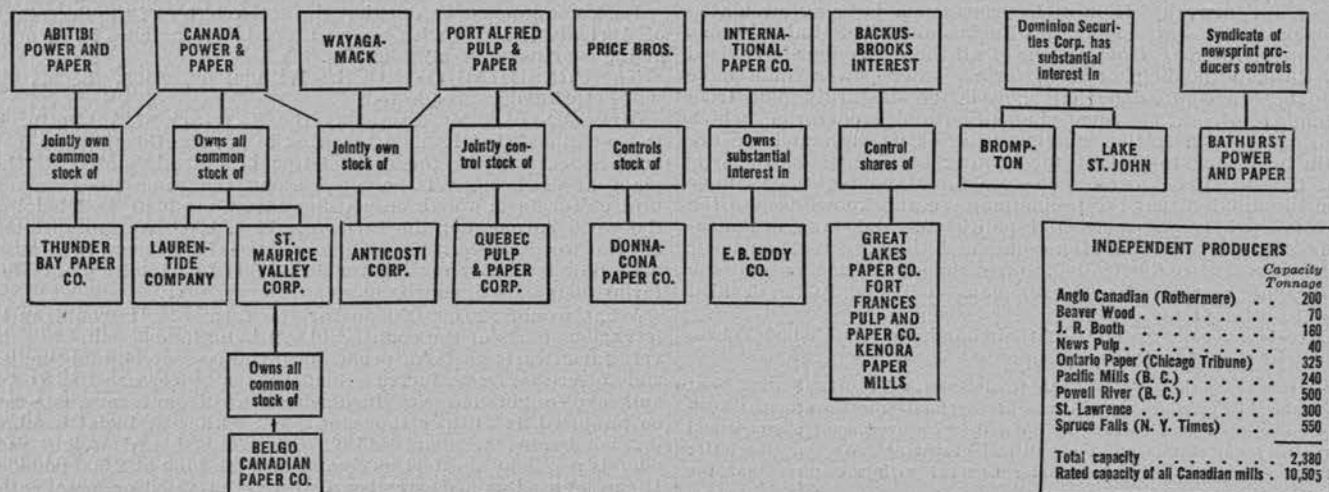 ABITIBI
POWER AND
PAPER
CANADA
POWER &
PAPER
WAYAGA-
MACK
PORT ALFRED
PULP &
PAPER
PRICE BROS.
INTERNA-
TIONAL
PAPER CO.
BACKUS-
BROOKS
INTEREST
Dominion Securi-
ties Corp. has
substantial
interest in
Syndicate of
newsprint pro-
ducers controls
Jointly own
common
stock of
Owns all
common
stock of
Jointly own
stock of
Jointly con-
trol stock of
Controls
stock of
Owns
substantial
interest in
Control
shares of
BROMP-
TON
LAKE
ST. JOHN
BATHURST
POWER
AND PAPER
THUNDER
BAY PAPER
CO.
LAUREN-
TIDE
COMPANY
ST.
MAURICE
VALLEY
CORP.
ANTICOSTI
CORP.
QUEBEC
PULP
& PAPER
CORP.
DONNA-
CONA
PAPER CO.
E. B. EDDY
CO.
GREAT
LAKES
PAPER CO.
FORT
FRANCES
PULP AND
PAPER CO.
KENORA
PAPER
MILLS
Owns all
common
stock of
BELGO
CANADIAN
PAPER CO.
INDEPENDENT PRODUCERS
Capacity
Tonnage
Anglo Canadian (Rothermere) . . 200
Beaver Wood . . . . . . . . 70
J. R. Booth . . . . . . . . 160
News Pulp . . . . . . . . . 40
Ontario Paper (Chicago Tribune) . 325
Pacific Mills (B. C.) . . . . . . 240
Powell River (B. C.) . . . . . . 500
St. Lawrence . . . . . . . . 300
Spruce Falls (N. Y. Times) . . . 550
Total capacity . . . . . . . . 2,380
Rated capacity of all Canadian mills . 10,505